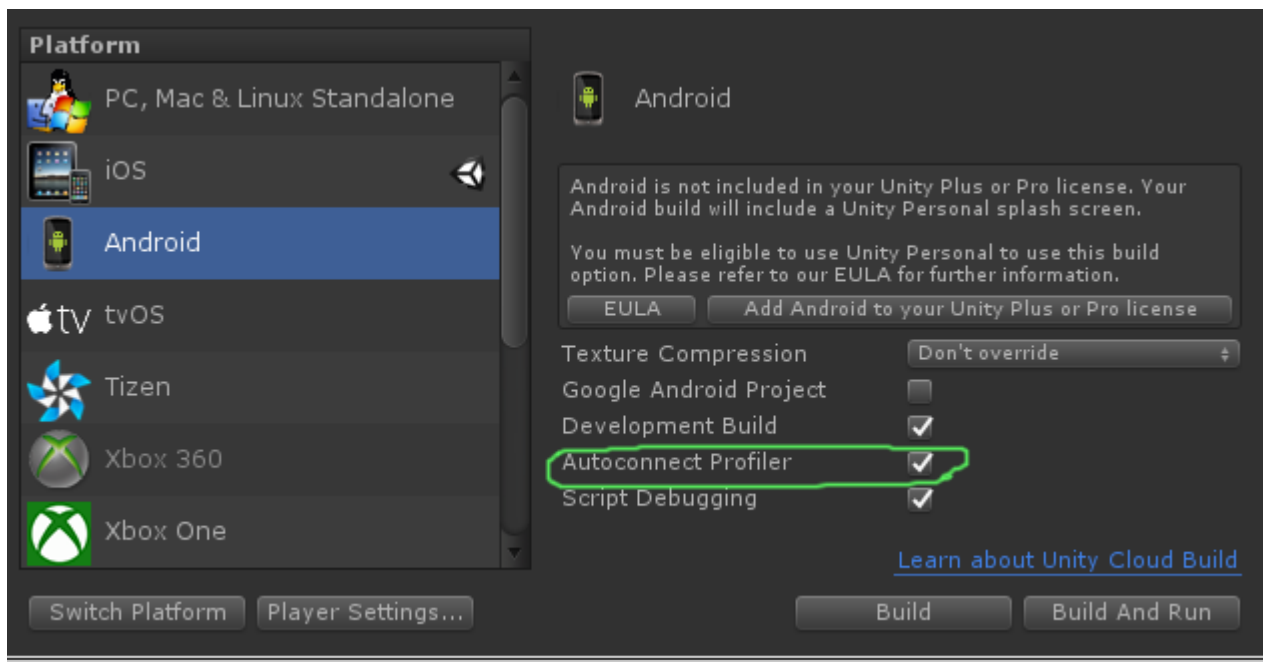 Platform
PC, Mac & Linux Standalone
iOS
Android
tv tvOS
Tizen
Xbox 360
Xbox One
Switch Platform
Player Settings...
Android
Android is not included in your Unity Plus or Pro license. Your
Android build will include a Unity Personal splash screen.
You must be eligible to use Unity Personal to use this build
option. Please refer to our EULA for further information.
EULA
Add Android to your Unity Plus or Pro license
Texture Compression
Don't override
Google Android Project
Development Build
Autoconnect Profiler
Script Debugging
Learn about Unity Cloud Build
Build
Build And Run